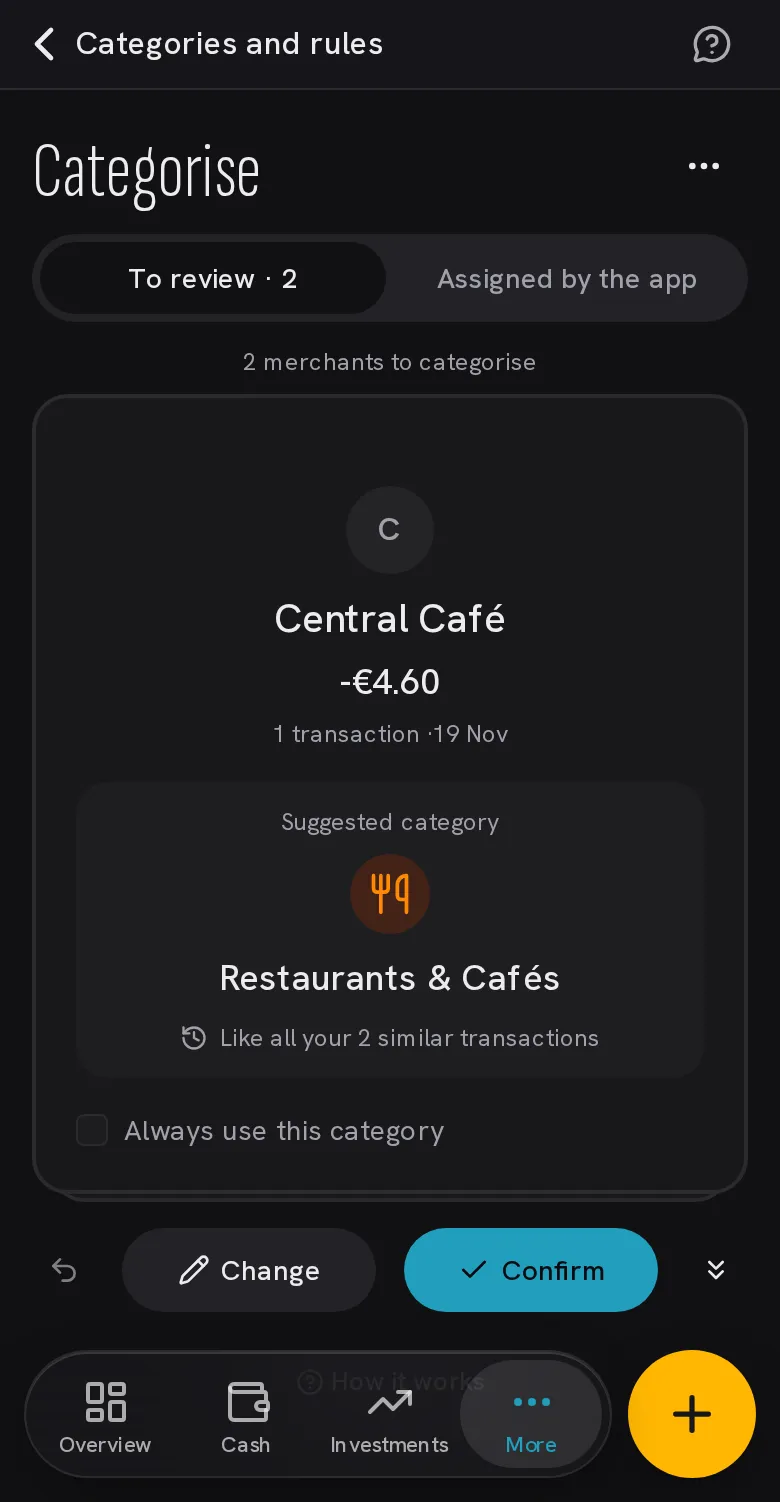 Categories and rules
Categorise
To review · 2
Assigned by the app
2 merchants to categorise
C
Central Café
-€4.60
1 transaction ·19 Nov
Suggested category
Restaurants & Cafés
Like all your 2 similar transactions
Always use this category
Change
Confirm
How it works
Overview
Cash
Investments
More